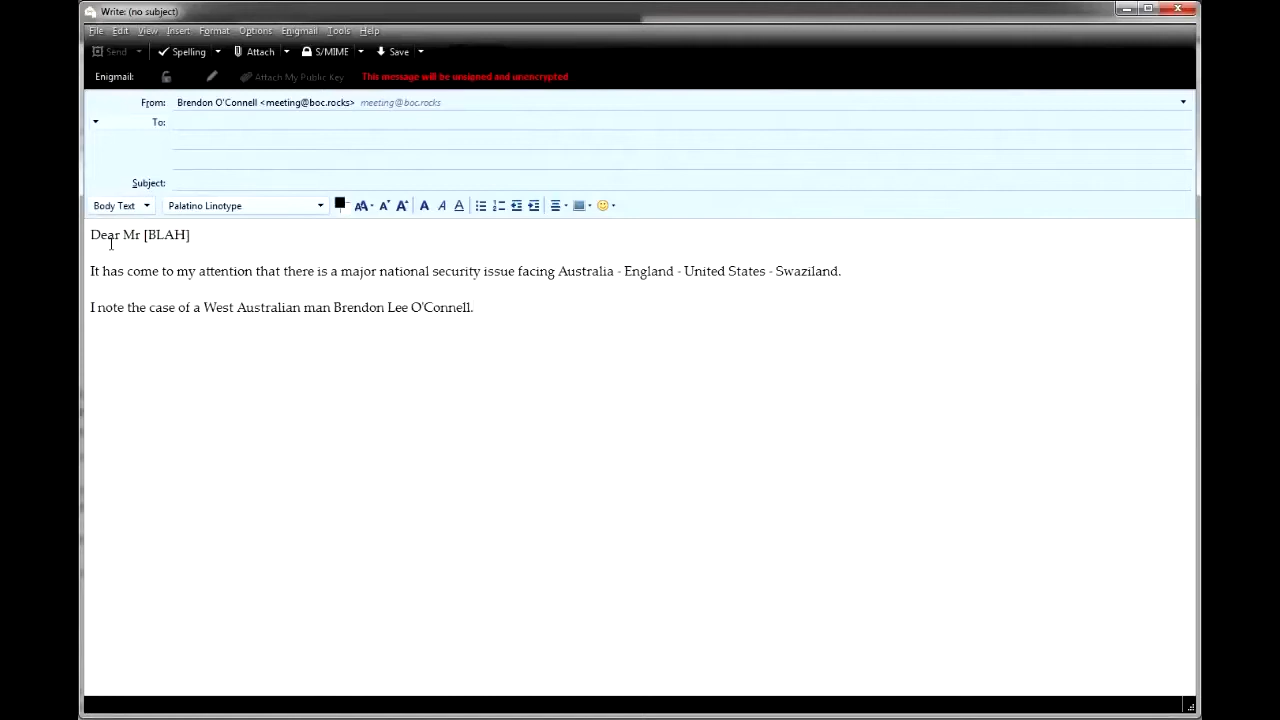 Write: (no subject)
File Edit View Insert Format Options Enigmail Tools Help
Send Spelling Attach S/MIME Save
Enigmail: Attach My Public Key This message will be unsigned and unencrypted
From: Brendon O'Connell <meeting@boc.rocks> meeting@boc.rocks
To:
Subject:
Body Text Palatino Linotype
Dear Mr [BLAH]
It has come to my attention that there is a major national security issue facing Australia - England - United States - Swaziland.
I note the case of a West Australian man Brendon Lee O'Connell.